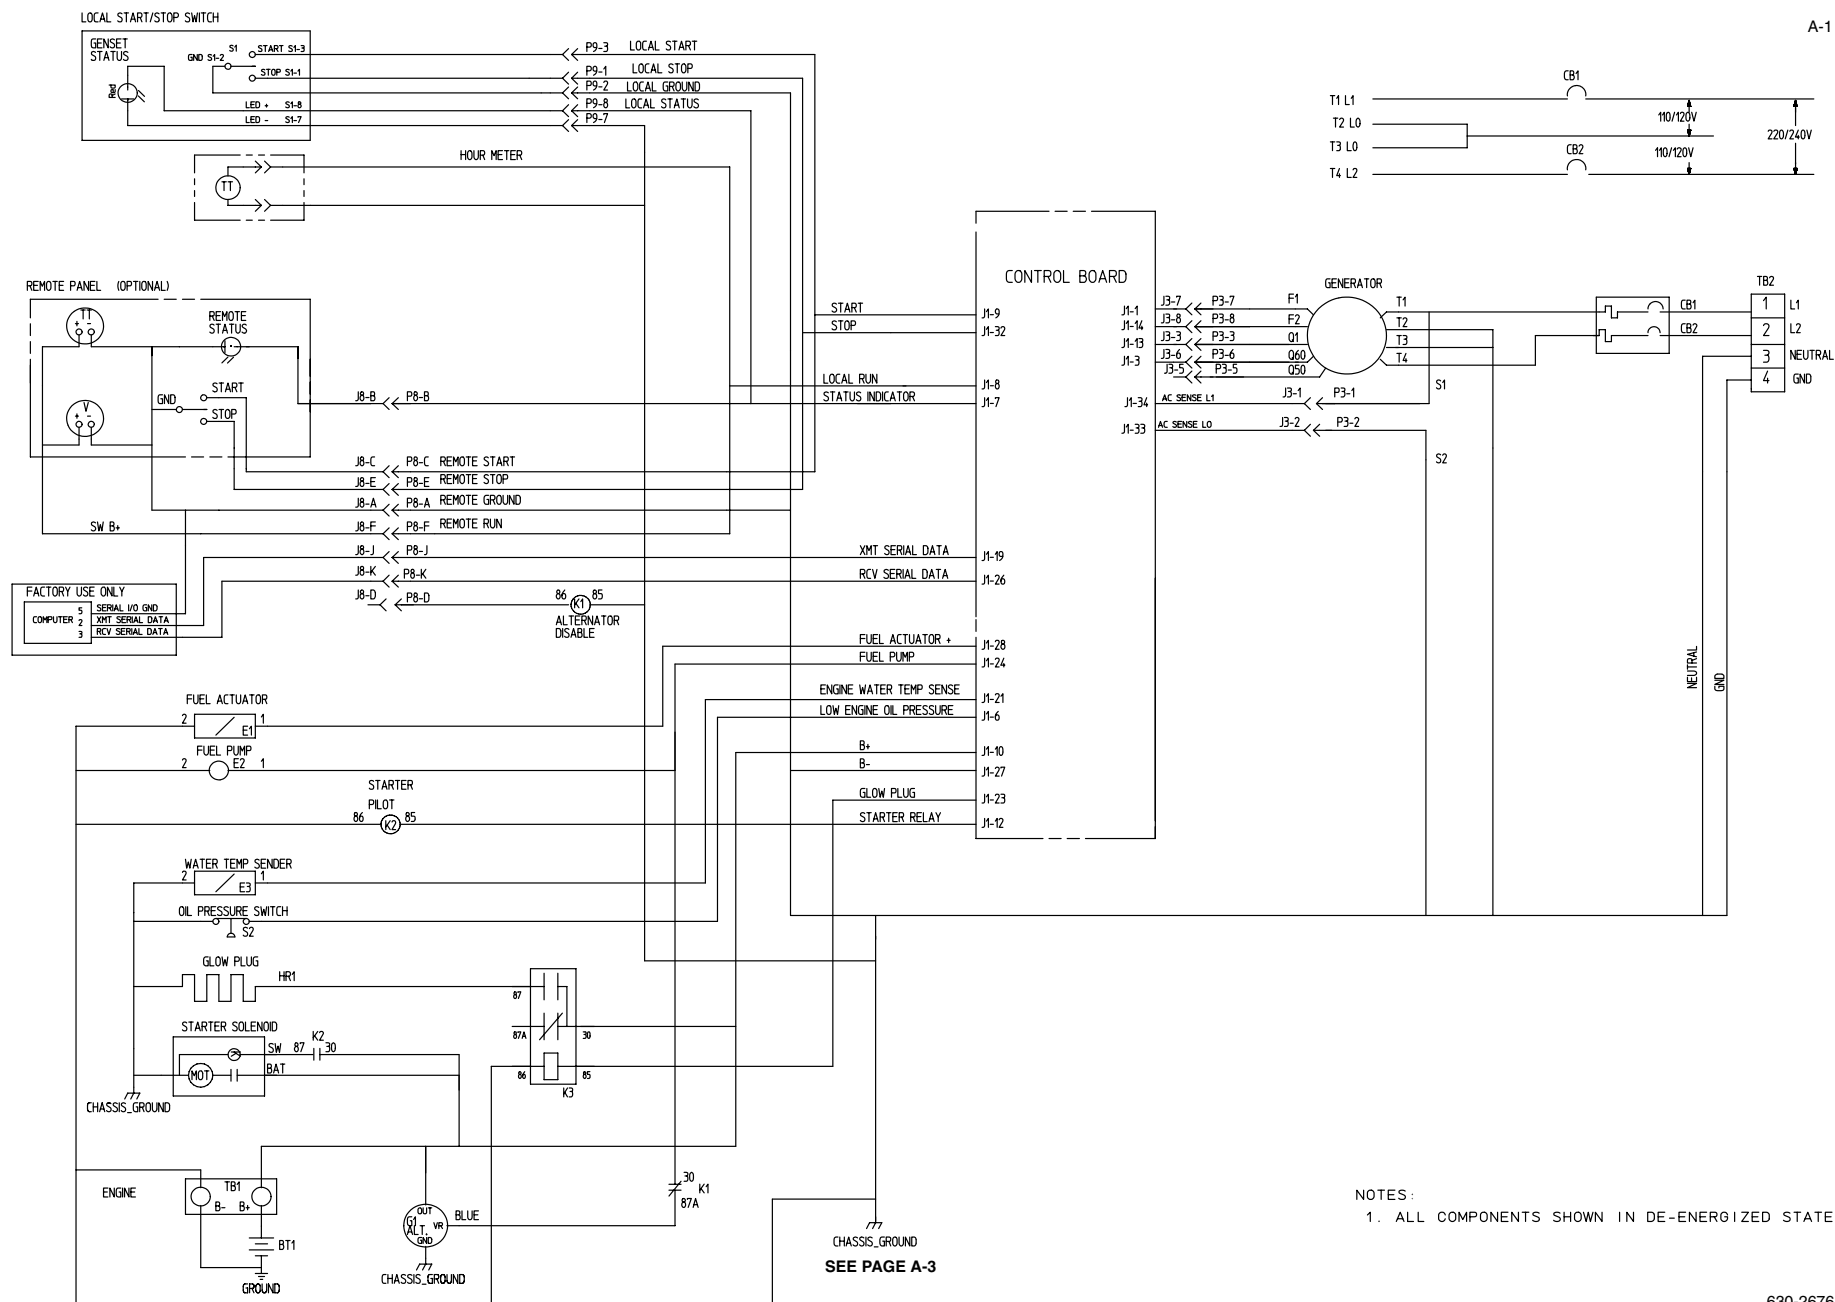 LOCAL START/STOP SWITCH
A-1
GENSET
STATUS
Red
GND S1-2
S1
START S1-3
STOP S1-1
LED + S1-8
LED - S1-7
P9-3 LOCAL START
P9-1 LOCAL STOP
P9-2 LOCAL GROUND
P9-8 LOCAL STATUS
P9-7
HOUR METER
TT
T1 L1
T2 L0
T3 L0
T4 L2
CB1
CB2
110/120V
110/120V
220/240V
REMOTE PANEL (OPTIONAL)
TT
+ -
REMOTE
STATUS
V
+ -
GND
START
STOP
SW B+
J8-B P8-B
J8-C P8-C REMOTE START
J8-E P8-E REMOTE STOP
J8-A P8-A REMOTE GROUND
J8-F P8-F REMOTE RUN
J8-J P8-J
J8-K P8-K
J8-D P8-D
86 K1 85
ALTERNATOR
DISABLE
FACTORY USE ONLY
COMPUTER
5 SERIAL I/O GND
2 XMT SERIAL DATA
3 RCV SERIAL DATA
CONTROL BOARD
START J1-9
STOP J1-32
LOCAL RUN J1-8
STATUS INDICATOR J1-7
XMT SERIAL DATA J1-19
RCV SERIAL DATA J1-26
FUEL ACTUATOR + J1-28
FUEL PUMP J1-24
ENGINE WATER TEMP SENSE J1-21
LOW ENGINE OIL PRESSURE J1-6
B+ J1-10
B- J1-27
GLOW PLUG J1-23
STARTER RELAY J1-12
J1-1 J3-7 P3-7 F1
J1-14 J3-8 P3-8 F2
J1-13 J3-3 P3-3 Q1
J1-3 J3-6 P3-6 Q60
J3-5 P3-5 Q50
J1-34 AC SENSE L1 J3-1 P3-1
J1-33 AC SENSE L0 J3-2 P3-2
GENERATOR
T1
T2
T3
T4
S1
S2
CB1
CB2
TB2
1 L1
2 L2
3 NEUTRAL
4 GND
NEUTRAL
GND
FUEL ACTUATOR
2 E1 1
FUEL PUMP
2 E2 1
STARTER
PILOT
86 K2 85
WATER TEMP SENDER
2 E3 1
OIL PRESSURE SWITCH
S2
GLOW PLUG
HR1
STARTER SOLENOID
SW 87 K2 30
BAT
MOT
CHASSIS_GROUND
87
87A 30
86 85
K3
ENGINE
TB1
B- B+
BT1
GROUND
OUT
G1
ALT.
VR
GND
BLUE
CHASSIS_GROUND
30
K1
87A
CHASSIS_GROUND
SEE PAGE A-3
NOTES:
1. ALL COMPONENTS SHOWN IN DE-ENERGIZED STATE
630-2676